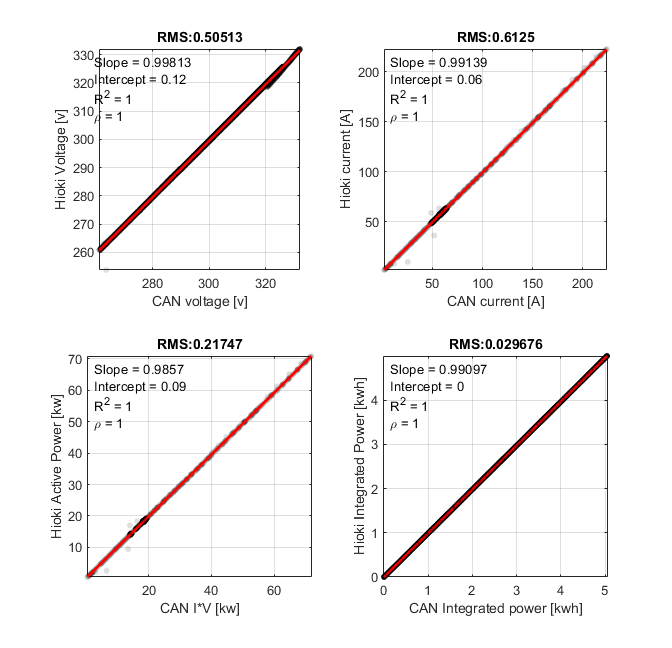 RMS:0.50513
Slope = 0.99813
Intercept = 0.12
R2 = 1
ρ = 1
330
320
310
300
290
280
270
260
Hioki Voltage [v]
280
300
320
CAN voltage [v]
RMS:0.6125
Slope = 0.99139
Intercept = 0.06
R2 = 1
ρ = 1
200
150
100
50
Hioki current [A]
50
100
150
200
CAN current [A]
RMS:0.21747
Slope = 0.9857
Intercept = 0.09
R2 = 1
ρ = 1
70
60
50
40
30
20
10
Hioki Active Power [kw]
20
40
60
CAN I*V [kw]
RMS:0.029676
Slope = 0.99097
Intercept = 0
R2 = 1
ρ = 1
4
3
2
1
0
Hioki Integrated Power [kwh]
0
1
2
3
4
5
CAN Integrated power [kwh]